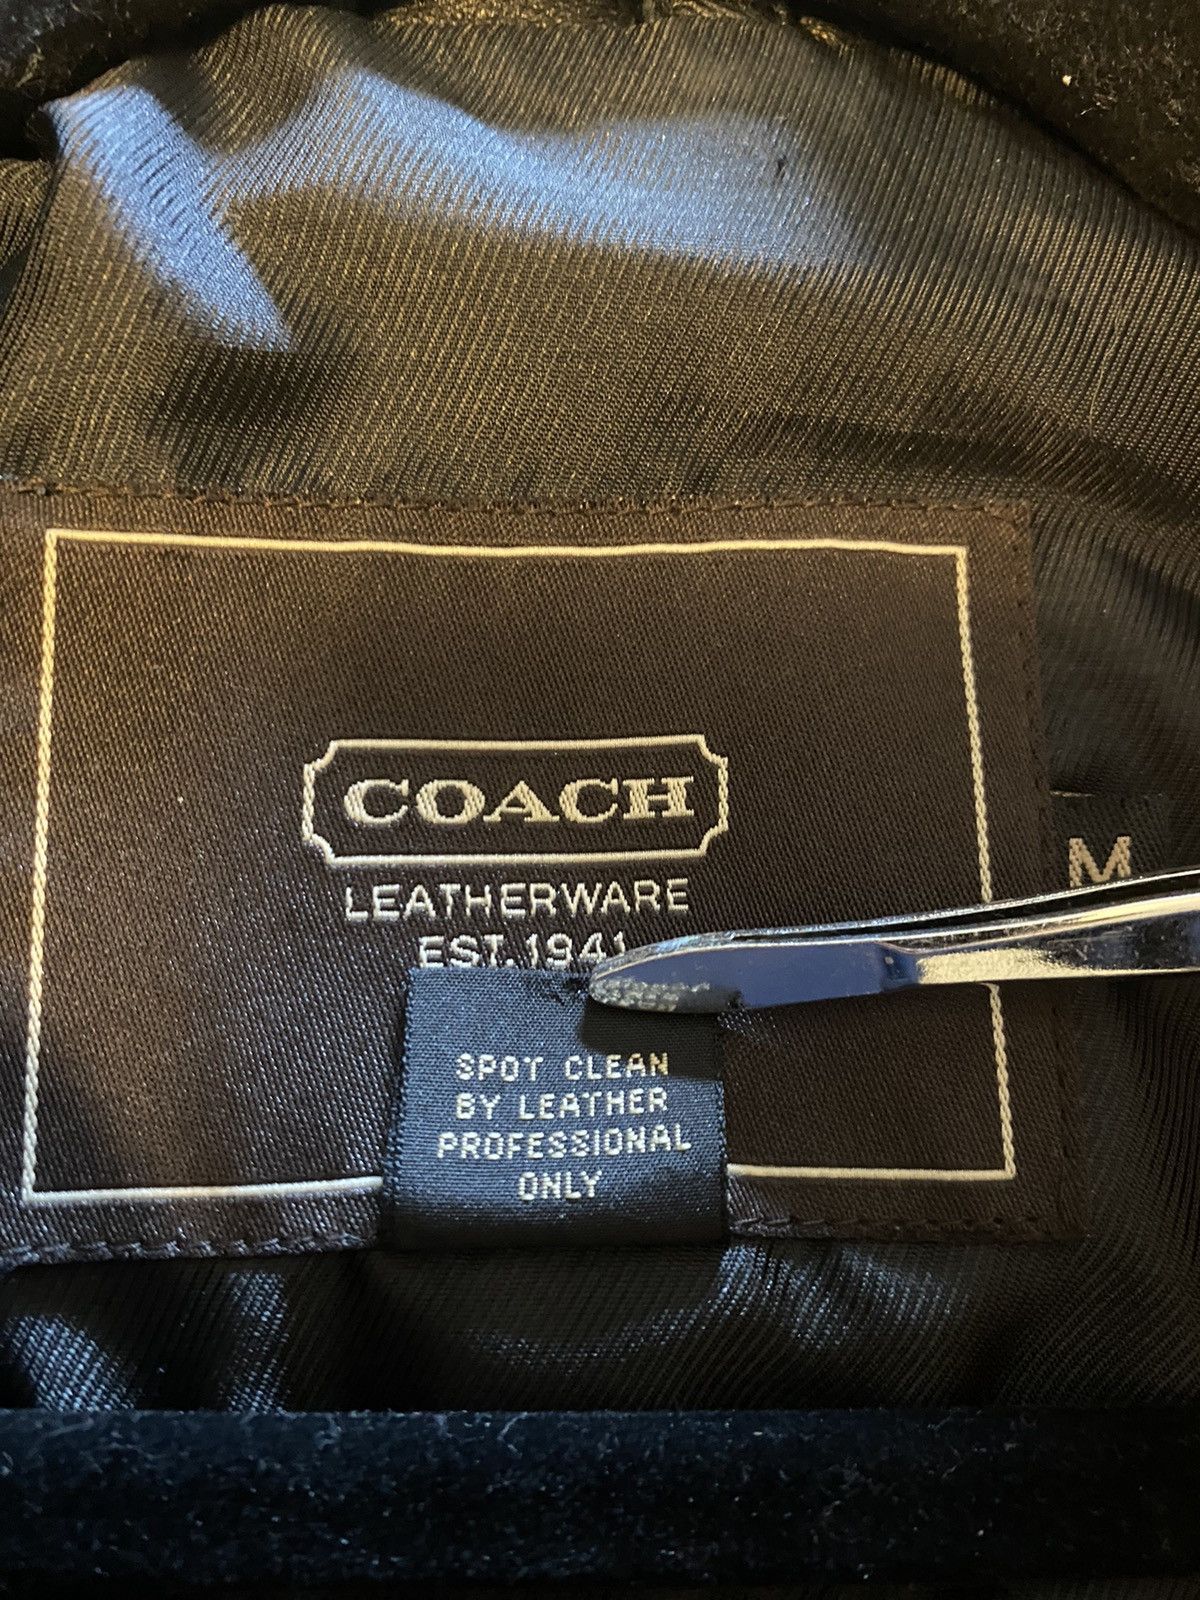 COACH
LEATHERWARE
EST. 1941
M
SPOT CLEAN
BY LEATHER
PROFESSIONAL
ONLY